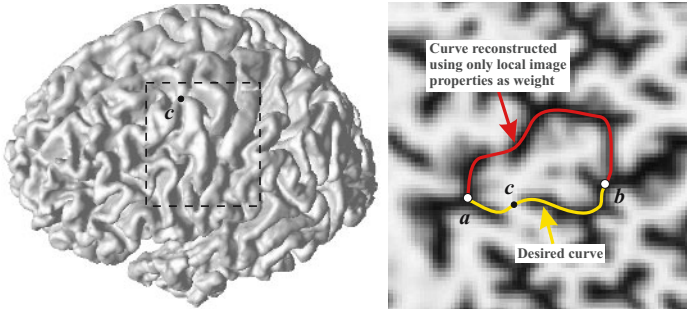 c
Curve reconstructed
using only local image
properties as weight
a
c
b
Desired curve